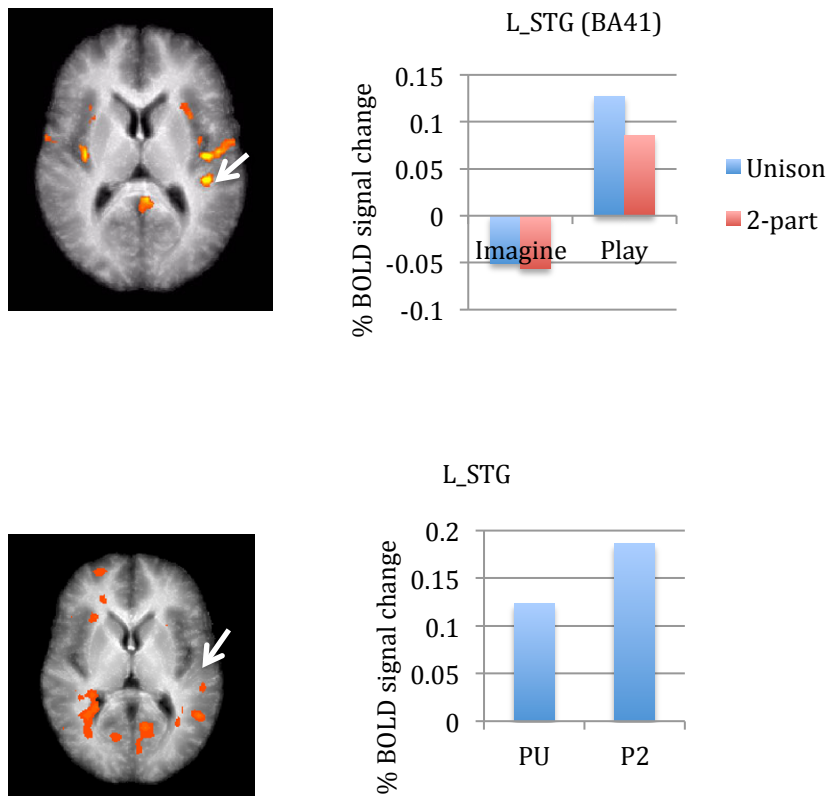 L_STG (BA41)
% BOLD signal change
0.15
0.1
0.05
0
-0.05
-0.1
Imagine
Play
Unison
2-part
L_STG
% BOLD signal change
0.2
0.15
0.1
0.05
0
PU
P2